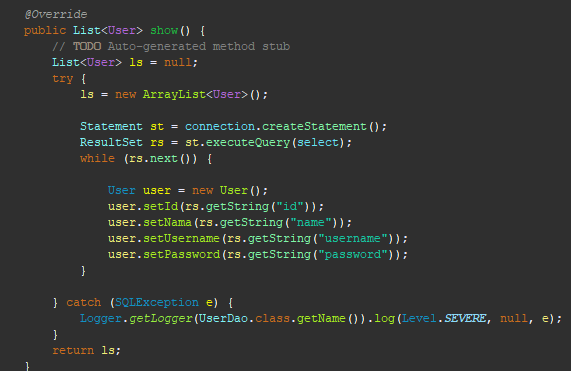 @Override
public List<User> show() {
// TODO Auto-generated method stub
List<User> ls = null;
try {
ls = new ArrayList<User>();
Statement st = connection.createStatement();
ResultSet rs = st.executeQuery(select);
while (rs.next()) {
User user = new User();
user.setId(rs.getString("id"));
user.setNama(rs.getString("name"));
user.setUsername(rs.getString("username"));
user.setPassword(rs.getString("password"));
}
} catch (SQLException e) {
Logger.getLogger(UserDao.class.getName()).log(Level.SEVERE, null, e);
}
return ls;
}